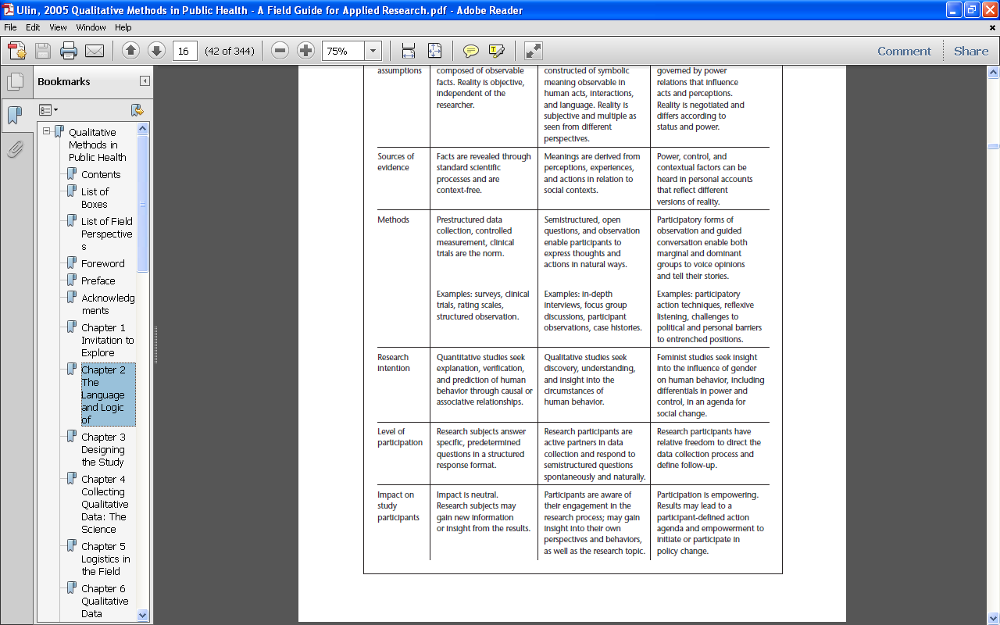 Ulin, 2005 Qualitative Methods in Public Health - A Field Guide for Applied Research.pdf - Adobe Reader
File Edit View Window Help
16 (42 of 344) 75% Comment Share
Bookmarks
Qualitative
Methods in
Public Health
Contents
List of
Boxes
List of Field
Perspective
s
Foreword
Preface
Acknowledg
ments
Chapter 1
Invitation to
Explore
Chapter 2
The
Language
and Logic
of
Chapter 3
Designing
the Study
Chapter 4
Collecting
Qualitative
Data: The
Science
Chapter 5
Logistics in
the Field
Chapter 6
Qualitative
Data
assumptions
composed of observable
facts. Reality is objective,
independent of the
researcher.
constructed of symbolic
meaning observable in
human acts, interactions,
and language. Reality is
subjective and multiple as
seen from different
perspectives.
governed by power
relations that influence
acts and perceptions.
Reality is negotiated and
differs according to
status and power.
Sources of
evidence
Facts are revealed through
standard scientific
processes and are
context-free.
Meanings are derived from
perceptions, experiences,
and actions in relation to
social contexts.
Power, control, and
contextual factors can be
heard in personal accounts
that reflect different
versions of reality.
Methods
Prestructured data
collection, controlled
measurement, clinical
trials are the norm.
Semistructured, open
questions, and observation
enable participants to
express thoughts and
actions in natural ways.
Participatory forms of
observation and guided
conversation enable both
marginal and dominant
groups to voice opinions
and tell their stories.
Examples: surveys, clinical
trials, rating scales,
structured observation.
Examples: in-depth
interviews, focus group
discussions, participant
observations, case histories.
Examples: participatory
action techniques, reflexive
listening, challenges to
political and personal barriers
to entrenched positions.
Research
intention
Quantitative studies seek
explanation, verification,
and prediction of human
behavior through causal or
associative relationships.
Qualitative studies seek
discovery, understanding,
and insight into the
circumstances of
human behavior.
Feminist studies seek insight
into the influence of gender
on human behavior, including
differentials in power and
control, in an agenda for
social change.
Level of
participation
Research subjects answer
specific, predetermined
questions in a structured
response format.
Research participants are
active partners in data
collection and respond to
semistructured questions
spontaneously and naturally.
Research participants have
relative freedom to direct the
data collection process and
define follow-up.
Impact on
study
participants
Impact is neutral.
Research subjects may
gain new information
or insight from the results.
Participants are aware of
their engagement in the
research process; may gain
insight into their own
perspectives and behaviors,
as well as the research topic.
Participation is empowering.
Results may lead to a
participant-defined action
agenda and empowerment to
initiate or participate in
policy change.